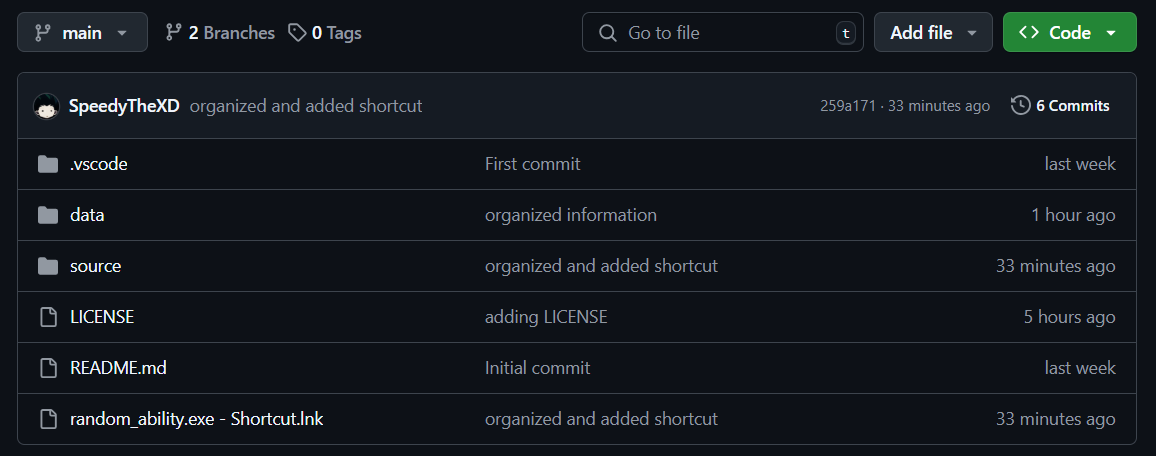 main 2 Branches 0 Tags Go to file t Add file Code
SpeedyTheXD organized and added shortcut 259a171 · 33 minutes ago 6 Commits
.vscode First commit last week
data organized information 1 hour ago
source organized and added shortcut 33 minutes ago
LICENSE adding LICENSE 5 hours ago
README.md Initial commit last week
random_ability.exe - Shortcut.lnk organized and added shortcut 33 minutes ago